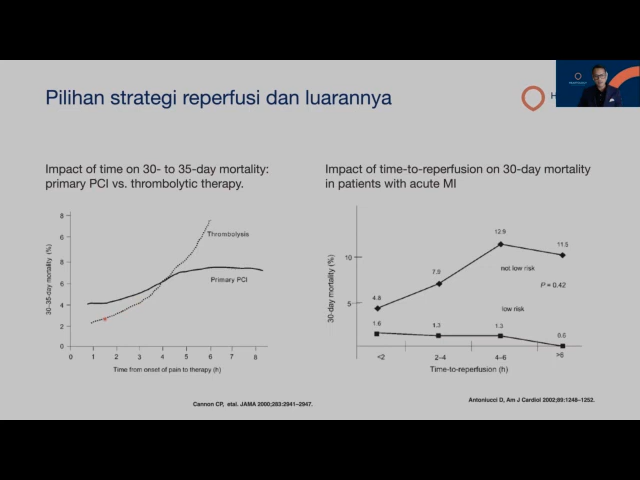 Pilihan strategi reperfusi dan luarannya
H
Impact of time on 30- to 35-day mortality:
primary PCI vs. thrombolytic therapy.
8
6
8
6
4
2
0
30–35-day mortality (%)
Thrombolysis
Primary PCI
0 1 2 3 4 5 6 7 8
Time from onset of pain to therapy (h)
Cannon CP, etal. JAMA 2000;283:2941–2947.
Impact of time-to-reperfusion on 30-day mortality
in patients with acute MI
10
5
30-day mortality (%)
4.8
7.9
12.9
11.5
not low risk
P = 0.42
low risk
1.6
1.3
1.3
0.5
<2 2–4 4–6 >6
Time-to-reperfusion (h)
Antoniucci D, Am J Cardiol 2002;89:1248–1252.